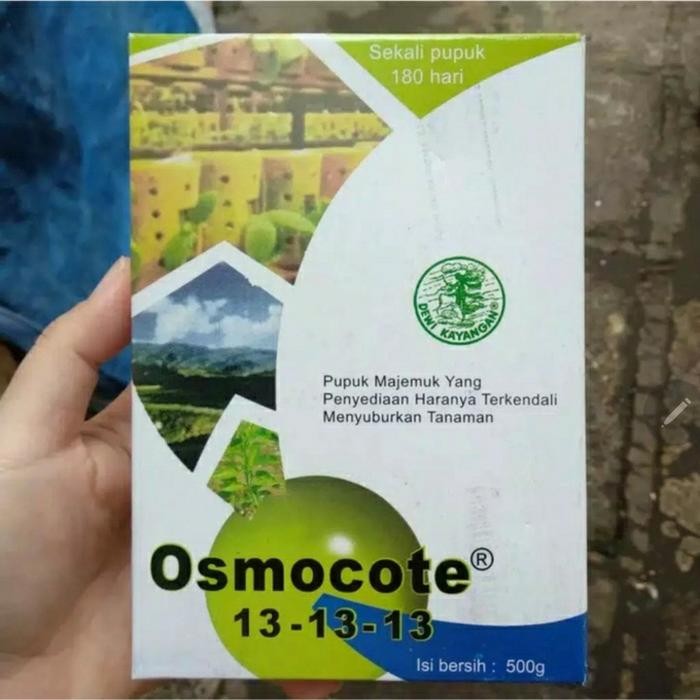 Sekali pupuk
180 hari
DEWI KAYANGAN®
Pupuk Majemuk Yang
Penyediaan Haranya Terkendali
Menyuburkan Tanaman
Osmocote®
13-13-13
Isi bersih : 500g